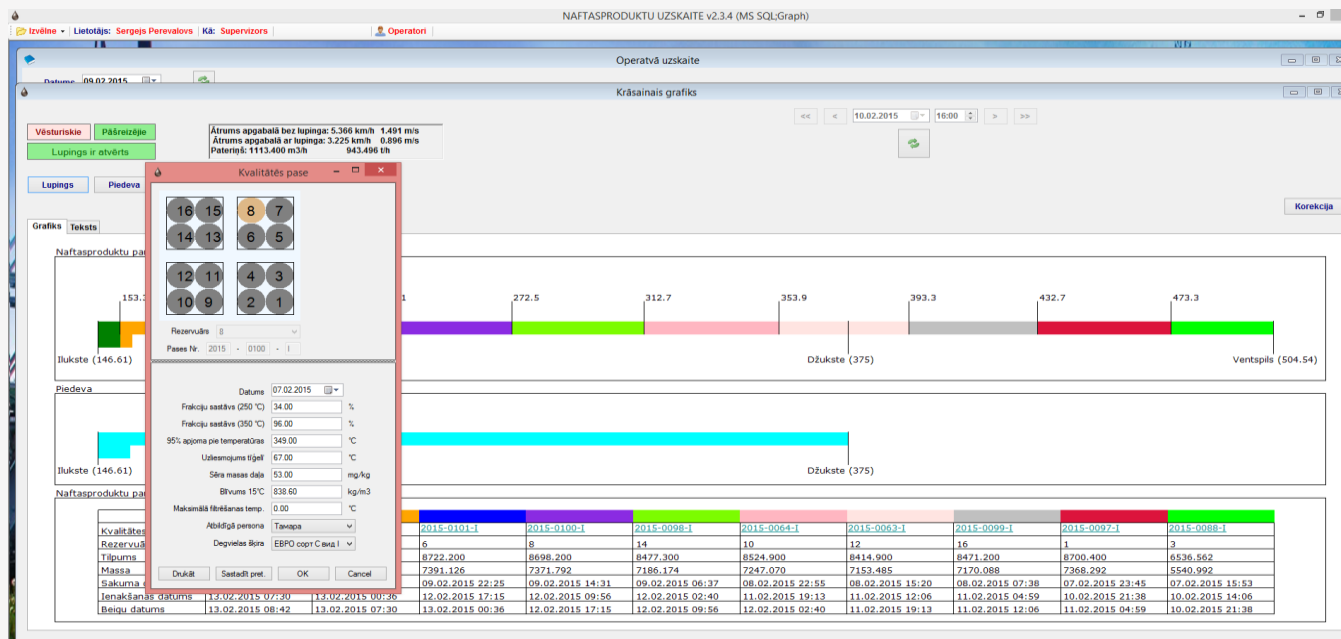 NAFTASPRODUKTU UZSKAITE v2.3.4 (MS SQL;Graph)
Izvēlne Lietotājs: Sergejs Perevalovs Kā: Supervizors Operatori
Operatvā uzskaite
Datums 09.02.2015
Krāsainais grafiks
<< < 10.02.2015 16:00 > >>
Vēsturiskie Pašreizējie
Lupings ir atvērts
Ātrums apgabalā bez lupinga: 5.366 km/h 1.491 m/s
Ātrums apgabalā ar lupinga: 3.225 km/h 0.896 m/s
Pateriņš: 1113.400 m3/h 943.496 t/h
Lupings Piedeva
Korekcija
Grafiks Teksts
Kvalitātēs pase
16 15 8 7
14 13 6 5
12 11 4 3
10 9 2 1
Rezervuārs 8
Pases Nr. 2015 - 0100 - I
Datums 07.02.2015
Frakciju sastāvs (250 °C) 34.00 %
Frakciju sastāvs (350 °C) 96.00 %
95% apjoma pie temperatūras 349.00 °C
Uzliesmojums tīģelī 67.00 °C
Sēra masas daļa 53.00 mg/kg
Blīvums 15°C 838.60 kg/m3
Maksimālā filtrēšanas temp. 0.00 °C
Atbildīgā persona Тамара
Degvielas šķira ЕВРО сорт С вид I
Drukāt Sastadīt pret. OK Cancel
Naftasproduktu
272.5 312.7 353.9 393.3 432.7 473.3
Ilukste (146.61) Džukste (375) Ventspils (504.54)
Piedeva
Ilukste (146.61) Džukste (375)
Naftasproduktu
2015-0101-I 2015-0100-I 2015-0098-I 2015-0064-I 2015-0063-I 2015-0099-I 2015-0097-I 2015-0088-I
6 8 14 10 12 16 1 3
Tilpums 8722.200 8698.200 8477.300 8524.900 8414.900 8471.200 8700.400 6536.562
Massa 7391.126 7371.792 7186.174 7247.070 7153.485 7170.088 7368.292 5540.992
Sakuma 09.02.2015 22:25 09.02.2015 14:31 09.02.2015 06:37 08.02.2015 22:55 08.02.2015 15:20 08.02.2015 07:38 07.02.2015 23:45 07.02.2015 15:53
Ienakšanas datums 13.02.2015 07:30 13.02.2015 00:36 12.02.2015 17:15 12.02.2015 09:56 12.02.2015 02:40 11.02.2015 19:13 11.02.2015 12:06 11.02.2015 04:59 10.02.2015 21:38 10.02.2015 14:06
Beigu datums 13.02.2015 08:42 13.02.2015 07:30 13.02.2015 00:36 12.02.2015 17:15 12.02.2015 09:56 12.02.2015 02:40 11.02.2015 19:13 11.02.2015 12:06 11.02.2015 04:59 10.02.2015 21:38